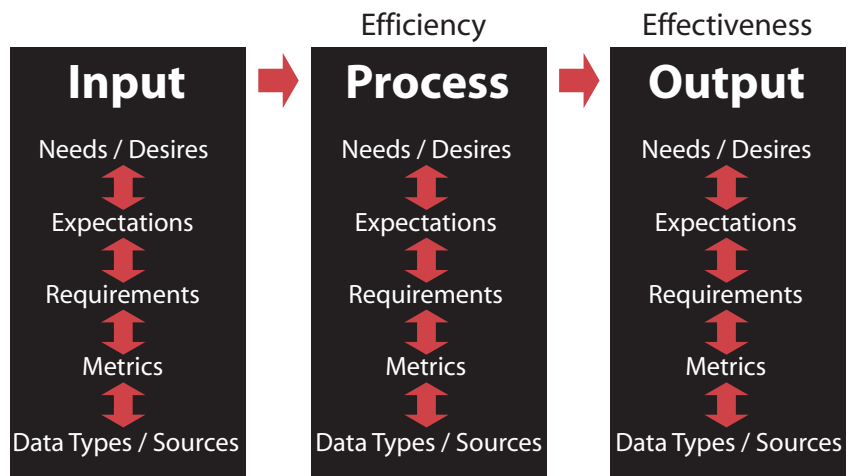 Efficiency
Effectiveness
Input
Process
Output
Needs / Desires
Needs / Desires
Needs / Desires
Expectations
Expectations
Expectations
Requirements
Requirements
Requirements
Metrics
Metrics
Metrics
Data Types / Sources
Data Types / Sources
Data Types / Sources